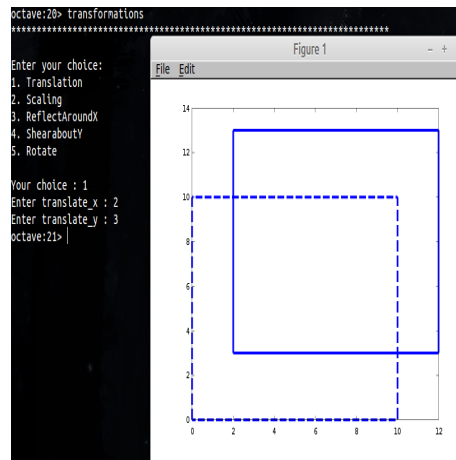 octave:20> transformations
**************************************************************************
Enter your choice:
1. Translation
2. Scaling
3. ReflectAroundX
4. ShearaboutY
5. Rotate
Your choice : 1
Enter translate_x : 2
Enter translate_y : 3
octave:21>
Figure 1 - +
File Edit
14
12
10
8
6
4
2
0
0 2 4 6 8 10 12